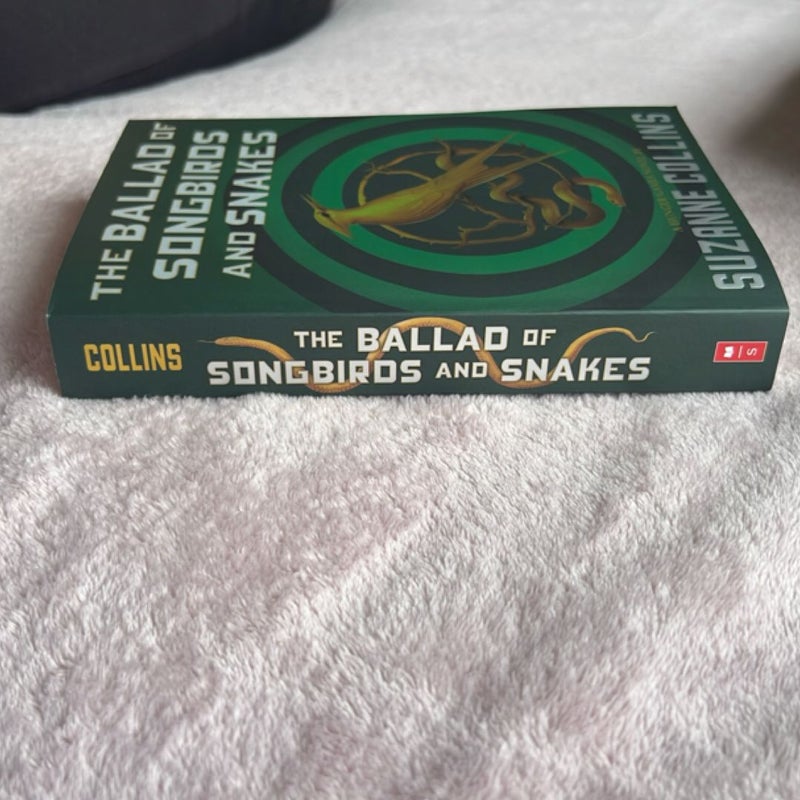 THE BALLAD OF
SONGBIRDS
AND SNAKES
SUZANNE COLLINS
COLLINS
THE BALLAD OF
SONGBIRDS AND SNAKES
S